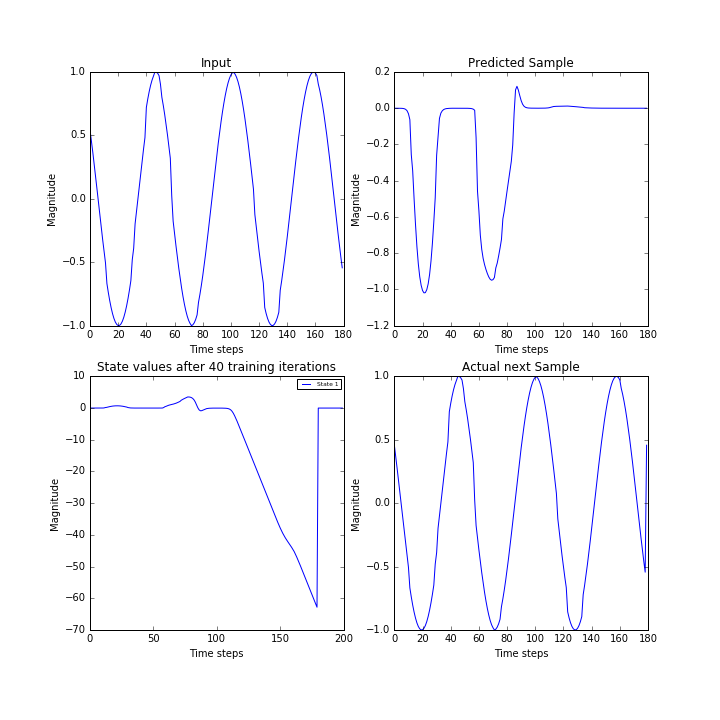 Input
1.0
0.5
0.0
−0.5
−1.0
Magnitude
0 20 40 60 80 100 120 140 160 180
Time steps
Predicted Sample
0.2
0.0
−0.2
−0.4
−0.6
−0.8
−1.0
−1.2
Magnitude
0 20 40 60 80 100 120 140 160 180
Time steps
State values after 40 training iterations
10
0
−10
−20
−30
−40
−50
−60
−70
Magnitude
State 1
0 50 100 150 200
Time steps
Actual next Sample
1.0
0.5
0.0
−0.5
−1.0
Magnitude
0 20 40 60 80 100 120 140 160 180
Time steps